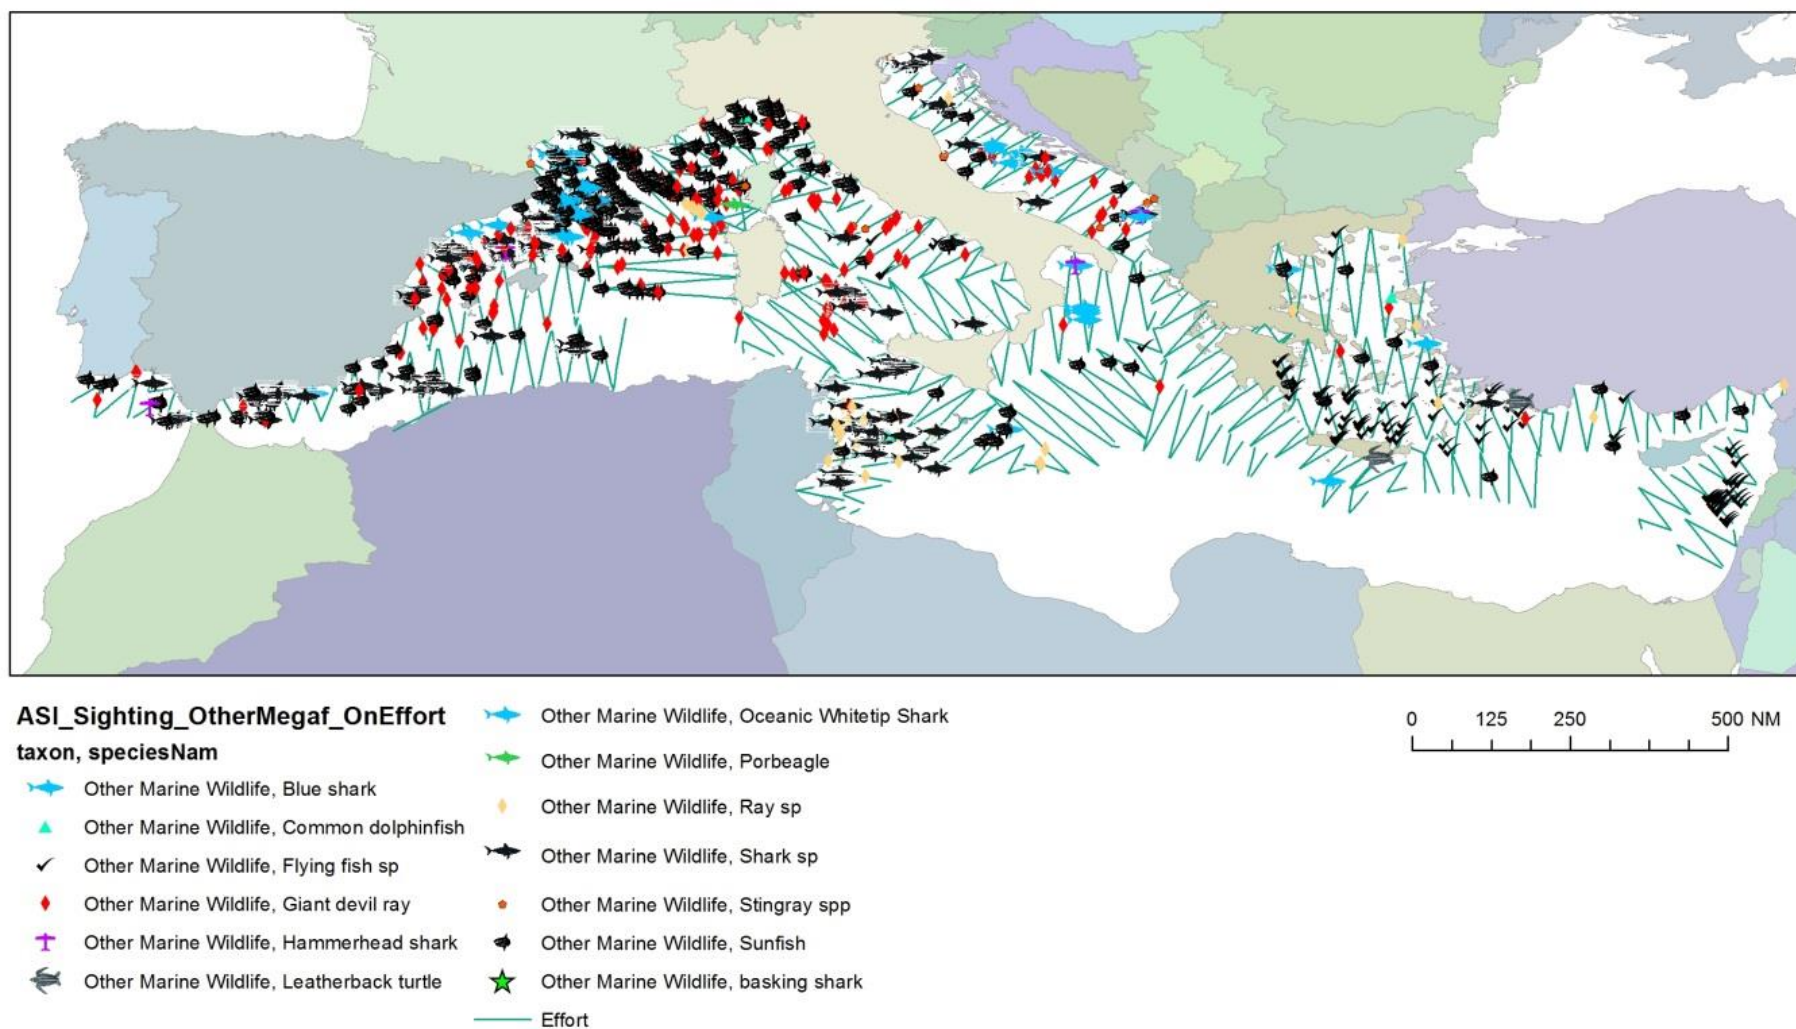 ASI_Sighting_OtherMegaf_OnEffort
taxon, speciesNam
Other Marine Wildlife, Blue shark
Other Marine Wildlife, Common dolphinfish
Other Marine Wildlife, Flying fish sp
Other Marine Wildlife, Giant devil ray
Other Marine Wildlife, Hammerhead shark
Other Marine Wildlife, Leatherback turtle
Other Marine Wildlife, Oceanic Whitetip Shark
Other Marine Wildlife, Porbeagle
Other Marine Wildlife, Ray sp
Other Marine Wildlife, Shark sp
Other Marine Wildlife, Stingray spp
Other Marine Wildlife, Sunfish
Other Marine Wildlife, basking shark
Effort
0 125 250 500 NM